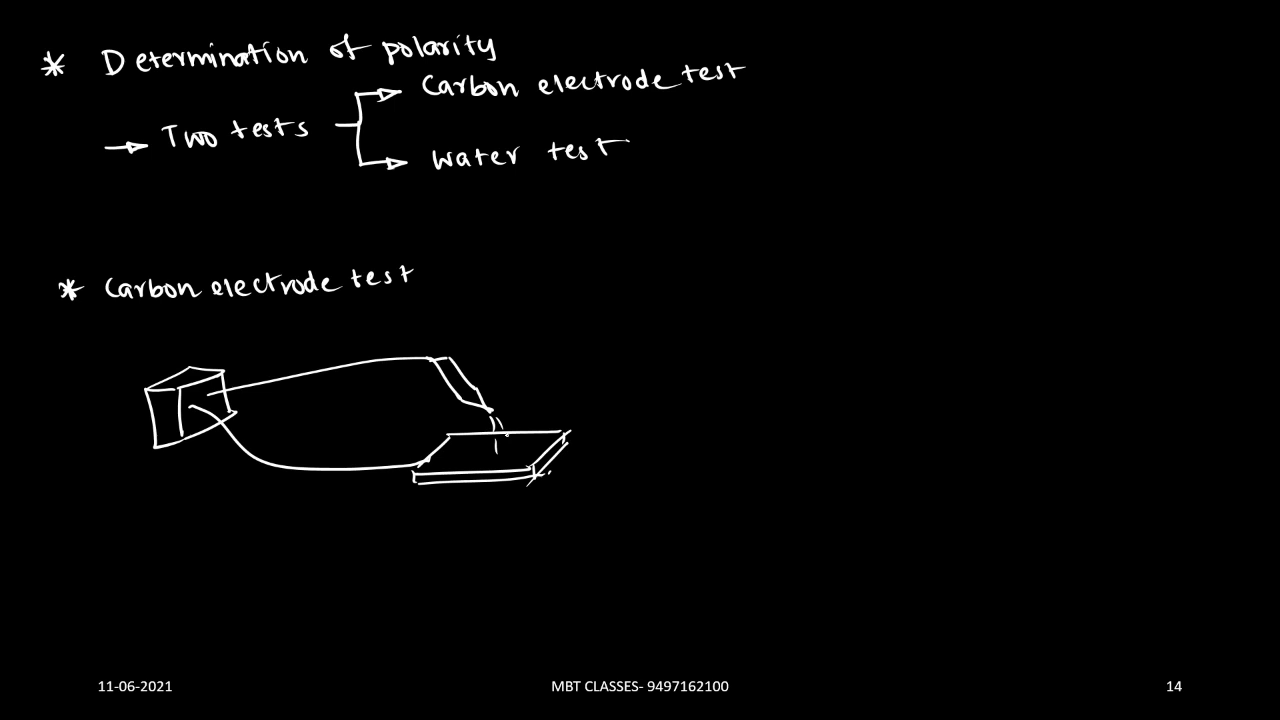 * Determination of polarity
→ Two tests
Carbon electrode test
Water test
* Carbon electrode test
11-06-2021
MBT CLASSES- 9497162100
14